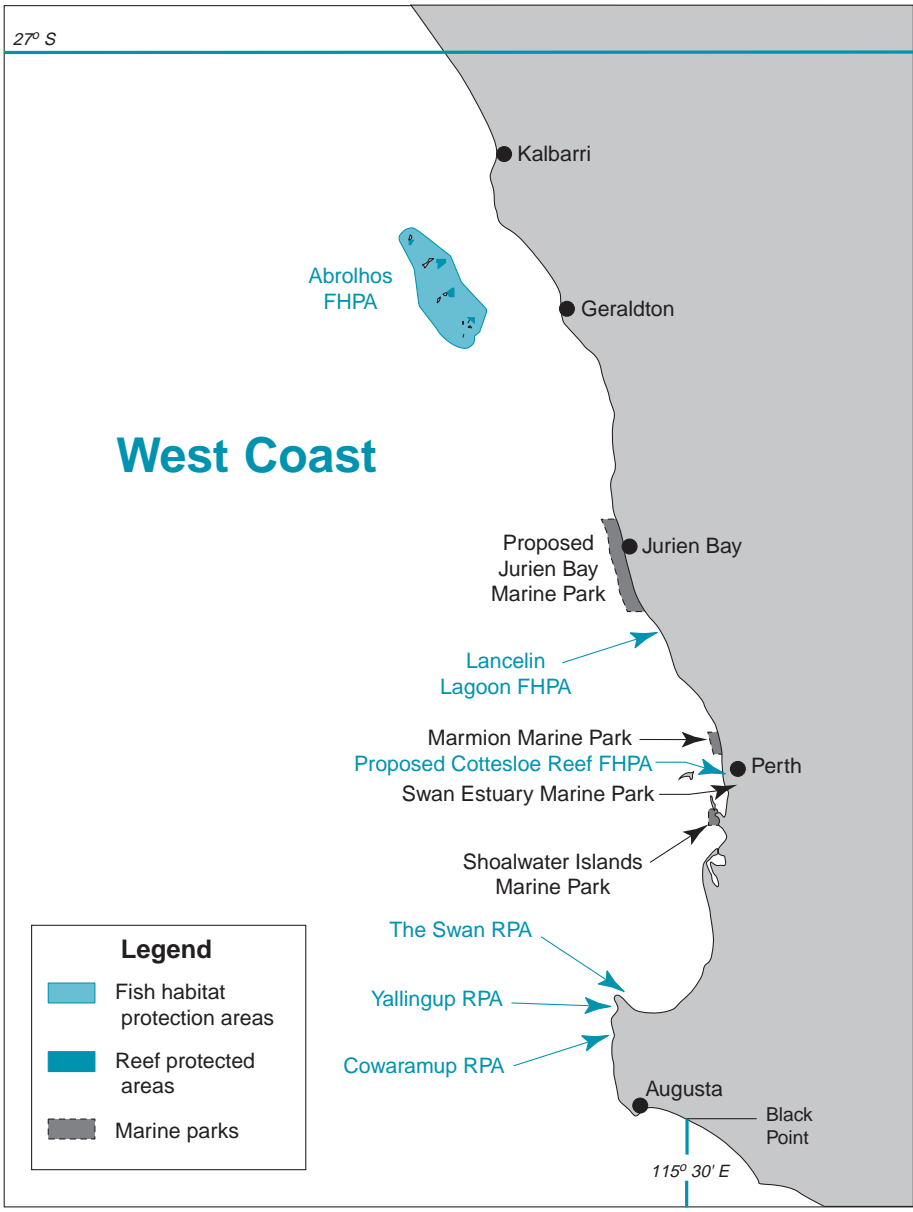 27° S
Kalbarri
Abrolhos
FHPA
Geraldton
West Coast
Proposed
Jurien Bay
Marine Park
Jurien Bay
Lancelin
Lagoon FHPA
Marmion Marine Park
Proposed Cottesloe Reef FHPA
Perth
Swan Estuary Marine Park
Shoalwater Islands
Marine Park
The Swan RPA
Yallingup RPA
Cowaramup RPA
Augusta
Black
Point
115° 30' E
Legend
Fish habitat
protection areas
Reef protected
areas
Marine parks